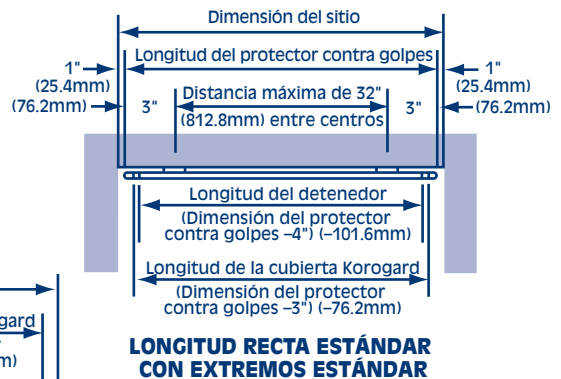 Dimensión del sitio
Longitud del protector contra golpes
1" 1"
(25.4mm) (25.4mm)
(76.2mm) 3" Distancia máxima de 32" 3" (76.2mm)
(812.8mm) entre centros
Longitud del detenedor
(Dimensión del protector
contra golpes –4") (–101.6mm)
Longitud de la cubierta Korogard
(Dimensión del protector
contra golpes –3") (–76.2mm)
gard
m)
LONGITUD RECTA ESTÁNDAR
CON EXTREMOS ESTÁNDAR